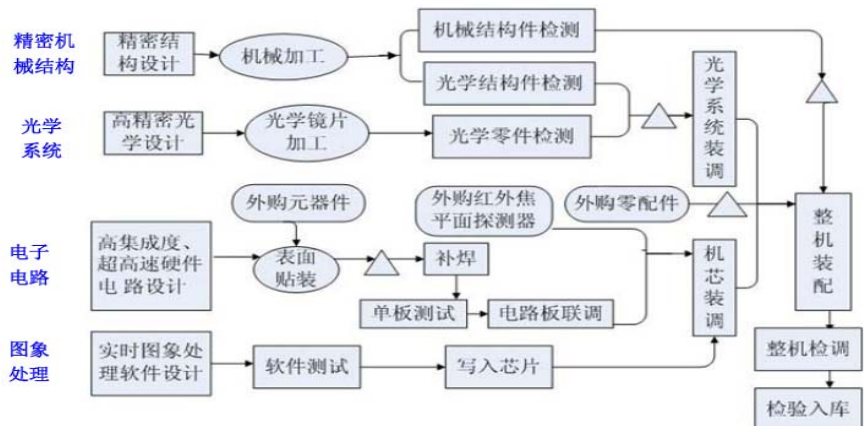 精密机
械结构
精密结
构设计
机械加工
机械结构件检测
光学结构件检测
光学
系统
高精密光
学设计
光学镜片
加工
光学零件检测
光
学
系
统
装
调
外购元器件
外购红外焦
平面探测器
外购零配件
电子
电路
高集成度、
超高速硬件
电 路设计
表面
贴装
补焊
单板测试
电路板联调
机
芯
装
调
整
机
装
配
图象
处理
实时图象处
理软件设计
软件测试
写入芯片
整机检调
检验入库